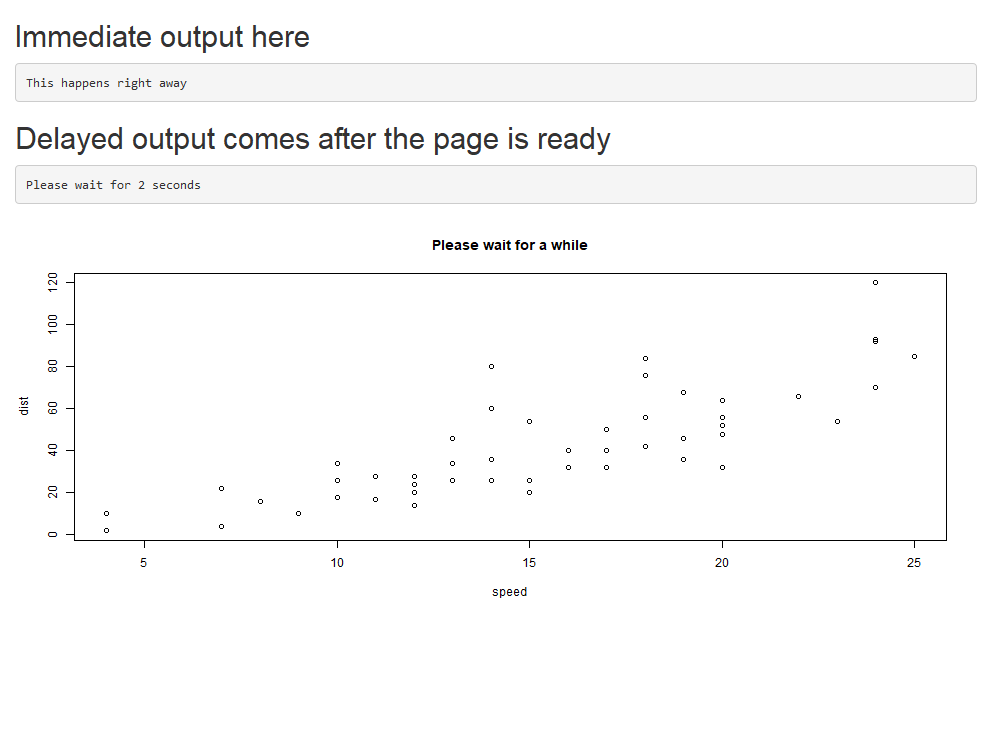 Immediate output here
This happens right away
Delayed output comes after the page is ready
Please wait for 2 seconds
Please wait for a while
120
100
80
60
40
20
0
dist
5 10 15 20 25
speed